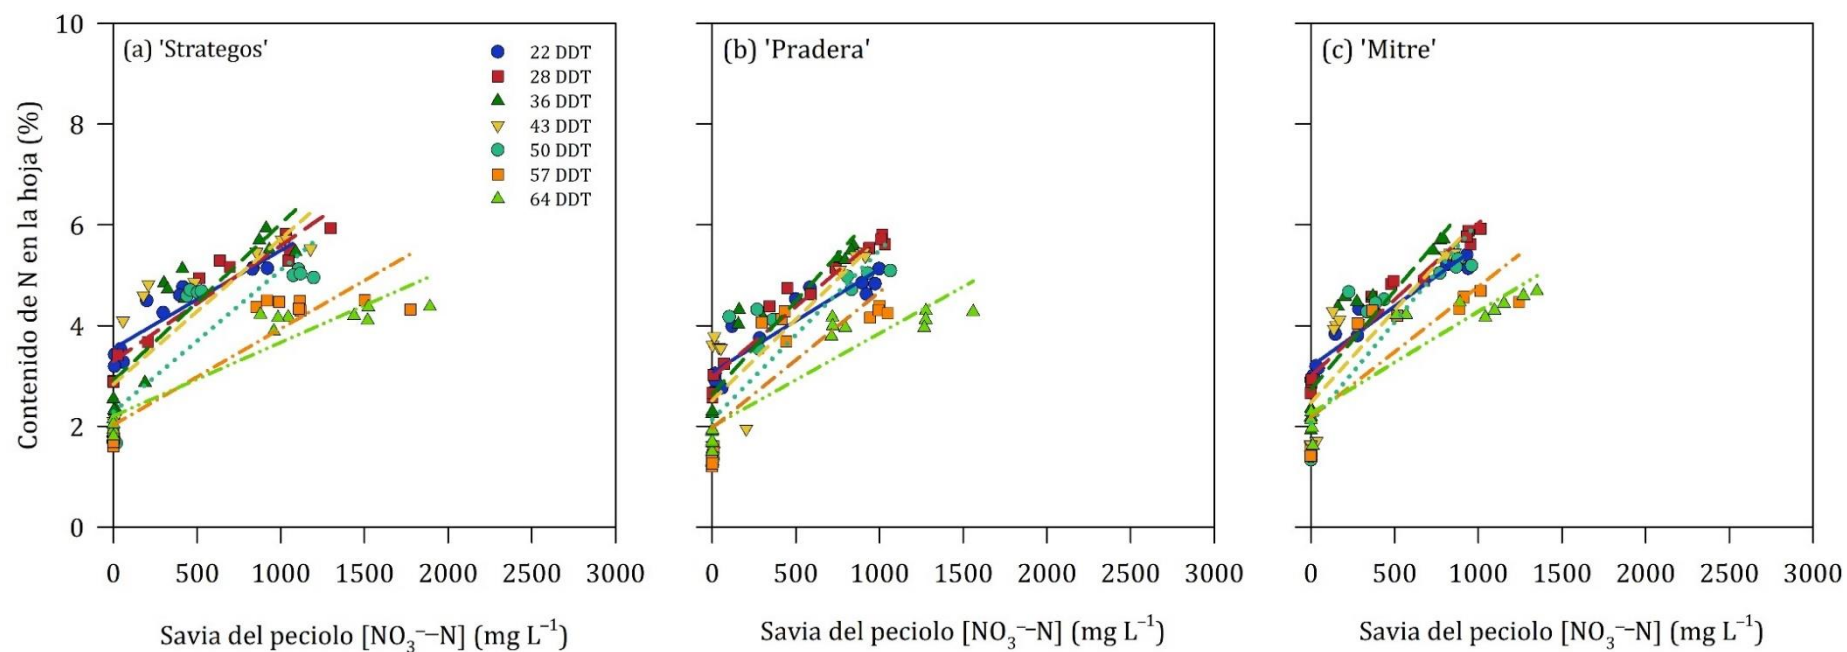 Contenido de N en la hoja (%)
10
8
6
4
2
0
(a) 'Strategos'
22 DDT
28 DDT
36 DDT
43 DDT
50 DDT
57 DDT
64 DDT
0 500 1000 1500 2000 2500 3000
Savia del peciolo [NO₃⁻–N] (mg L⁻¹)
(b) 'Pradera'
0 500 1000 1500 2000 2500 3000
Savia del peciolo [NO₃⁻–N] (mg L⁻¹)
(c) 'Mitre'
0 500 1000 1500 2000 2500 3000
Savia del peciolo [NO₃⁻–N] (mg L⁻¹)